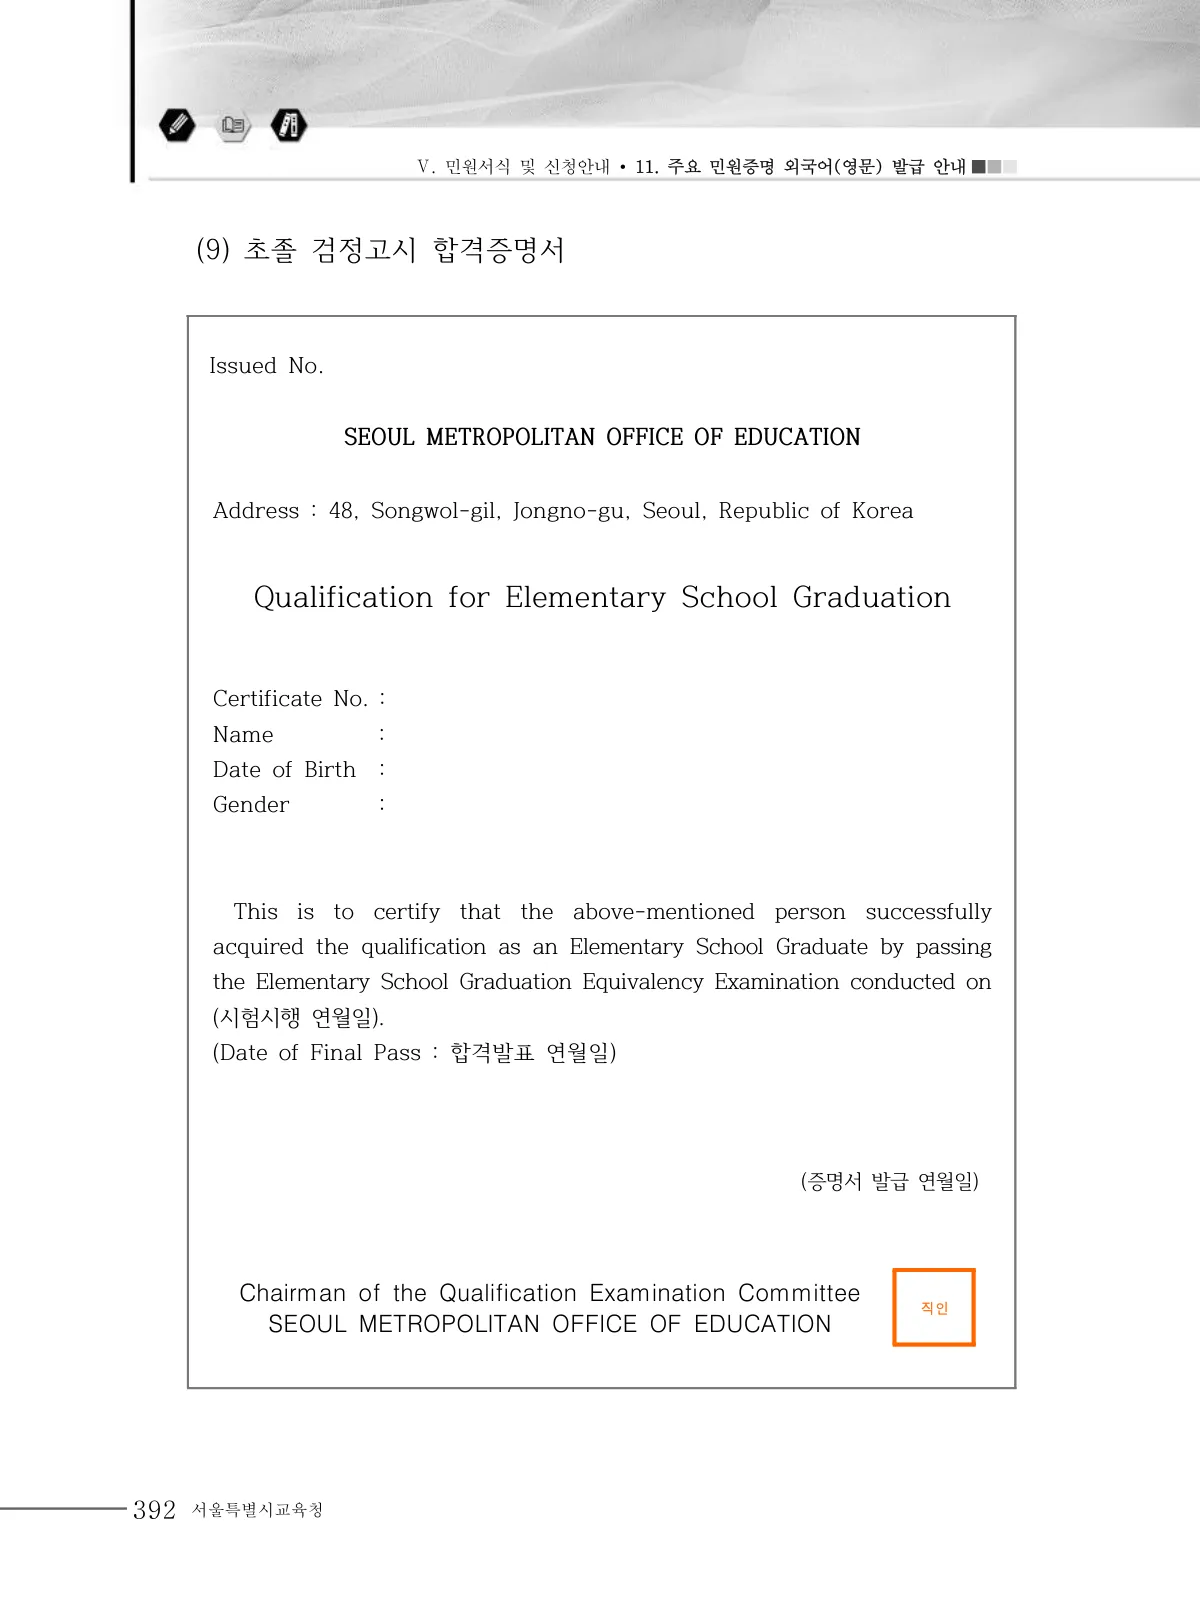 Ⅴ. 민원서식 및 신청안내 • 11. 주요 민원증명 외국어(영문) 발급 안내
(9) 초졸 검정고시 합격증명서
Issued No.
SEOUL METROPOLITAN OFFICE OF EDUCATION
Address : 48, Songwol-gil, Jongno-gu, Seoul, Republic of Korea
Qualification for Elementary School Graduation
Certificate No. :
Name :
Date of Birth :
Gender :
This is to certify that the above-mentioned person successfully
acquired the qualification as an Elementary School Graduate by passing
the Elementary School Graduation Equivalency Examination conducted on
(시험시행 연월일).
(Date of Final Pass : 합격발표 연월일)
(증명서 발급 연월일)
Chairman of the Qualification Examination Committee
SEOUL METROPOLITAN OFFICE OF EDUCATION
직인
392 서울특별시교육청